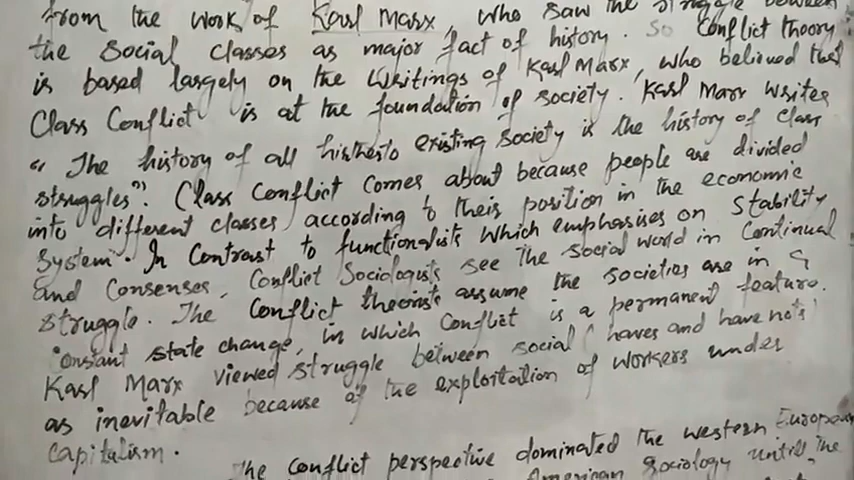 from the work of Karl Marx, who saw the struggle between
the social classes as major fact of history. So Conflict theory
is based largely on the writings of Karl Marx, who believed that
Class Conflict is at the foundation of society. Karl Marx writes
"The history of all hitherto existing society is the history of Class
struggles". Class Conflict comes about because people are divided
into different classes according to their position in the economic
system. In Contrast to functionalists which emphasises on Stability
and Consenses, Conflict Sociologists see the social world in Continual
struggle. The Conflict theorists assume the societies are in a
constant state change, in which Conflict is a permanent feature.
Karl Marx viewed struggle between social (haves and have nots)
as inevitable because of the exploitation of workers under
Capitalism.
The conflict perspective dominated the western European
American Sociology untill the